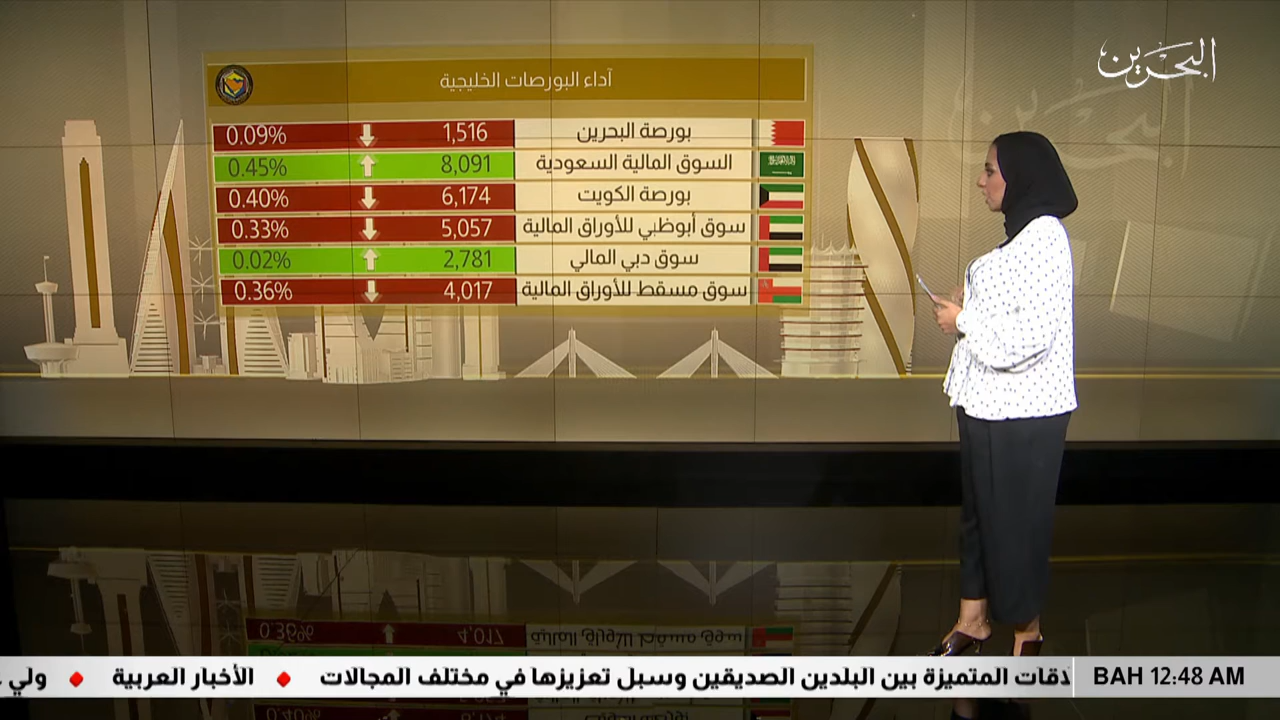 البحرين
آداء البورصات الخليجية
بورصة البحرين 1,516 0.09%
السوق المالية السعودية 8,091 0.45%
بورصة الكويت 6,174 0.40%
سوق أبوظبي للأوراق المالية 5,057 0.33%
سوق دبي المالي 2,781 0.02%
سوق مسقط للأوراق المالية 4,017 0.36%
BAH 12:48 AM
المتميزة بين البلدين الصديقين وسبل تعزيزها في مختلف المجالات الأخبار العربية ولي